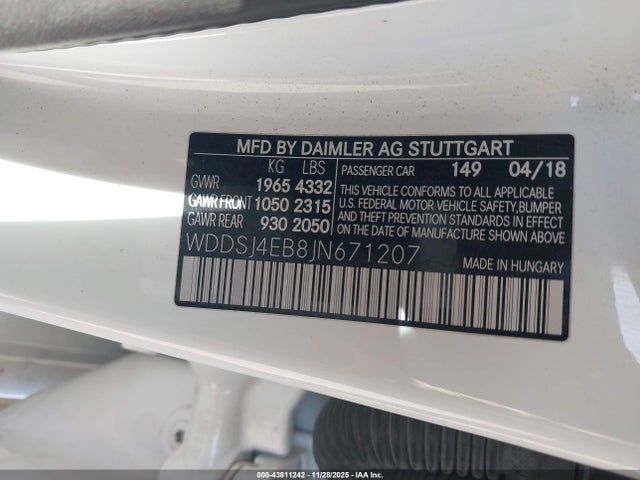 MFD BY DAIMLER AG STUTTGART
KG LBS PASSENGER CAR 149 04/18
GVWR 1965 4332 THIS VEHICLE CONFORMS TO ALL APPLICABLE
GAWR FRONT 1050 2315 U.S. FEDERAL MOTOR VEHICLE SAFETY, BUMPER
GAWR REAR 930 2050 AND THEFT PREVENTION STANDARDS IN EFFECT
ON THE DATE OF MANUFACTURE SHOWN ABOVE.
WDDSJ4EB8JN671207 MADE IN HUNGARY
000-43811242 - 11/28/2025 - IAA Inc.